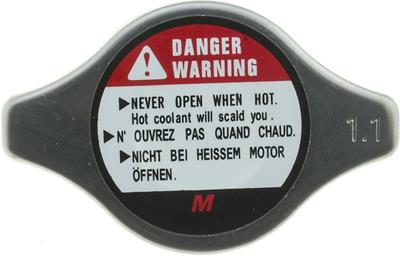 DANGER
WARNING
▶NEVER OPEN WHEN HOT.
Hot coolant will scald you.
▶N' OUVREZ PAS QUAND CHAUD.
▶NICHT BEI HEISSEM MOTOR
ÖFFNEN.
M
1.1